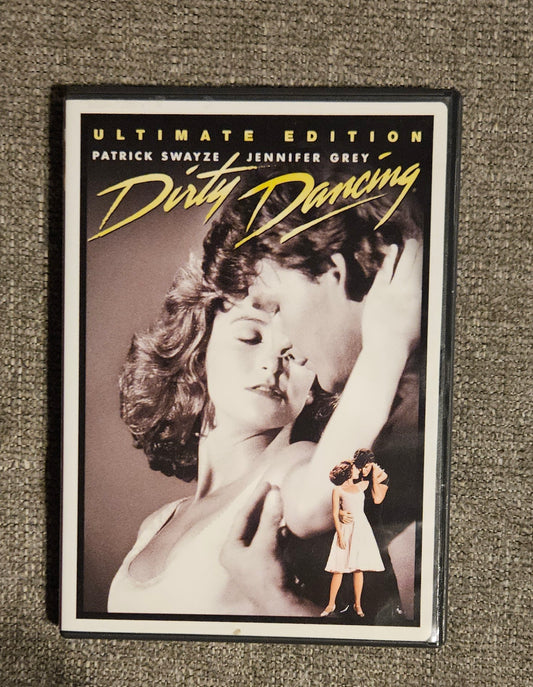 ULTIMATE EDITION
PATRICK SWAYZE JENNIFER GREY
Dirty Dancing